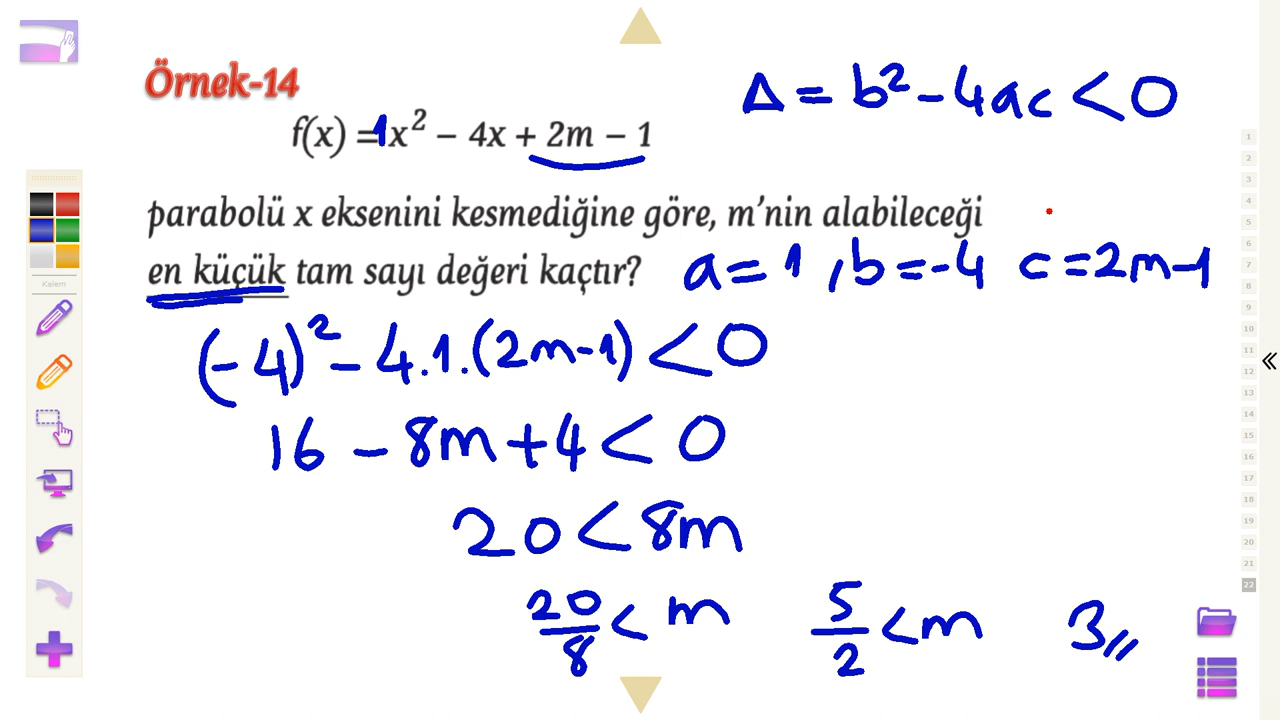 Örnek-14
Δ = b² - 4ac < 0
f(x) = 1x² − 4x + 2m − 1
parabolü x eksenini kesmediğine göre, m'nin alabileceği
en küçük tam sayı değeri kaçtır?
a = 1 , b = -4 c = 2m-1
(-4)² - 4.1.(2m-1) < 0
16 - 8m + 4 < 0
20 < 8m
20/8 < m 5/2 < m 3//
Kalem
1
2
3
4
5
6
7
8
9
10
11
12
13
14
15
16
17
18
19
20
21
22